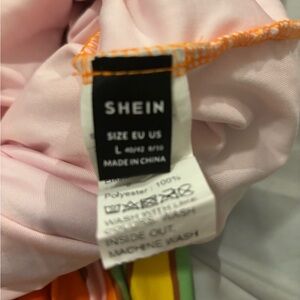 SHEIN
SIZE EU US
L 40/42 8/10
MADE IN CHINA
Polyester : 100%
WASH WITH LIKE
WASH
INSIDE OUT,
MACHINE WASH